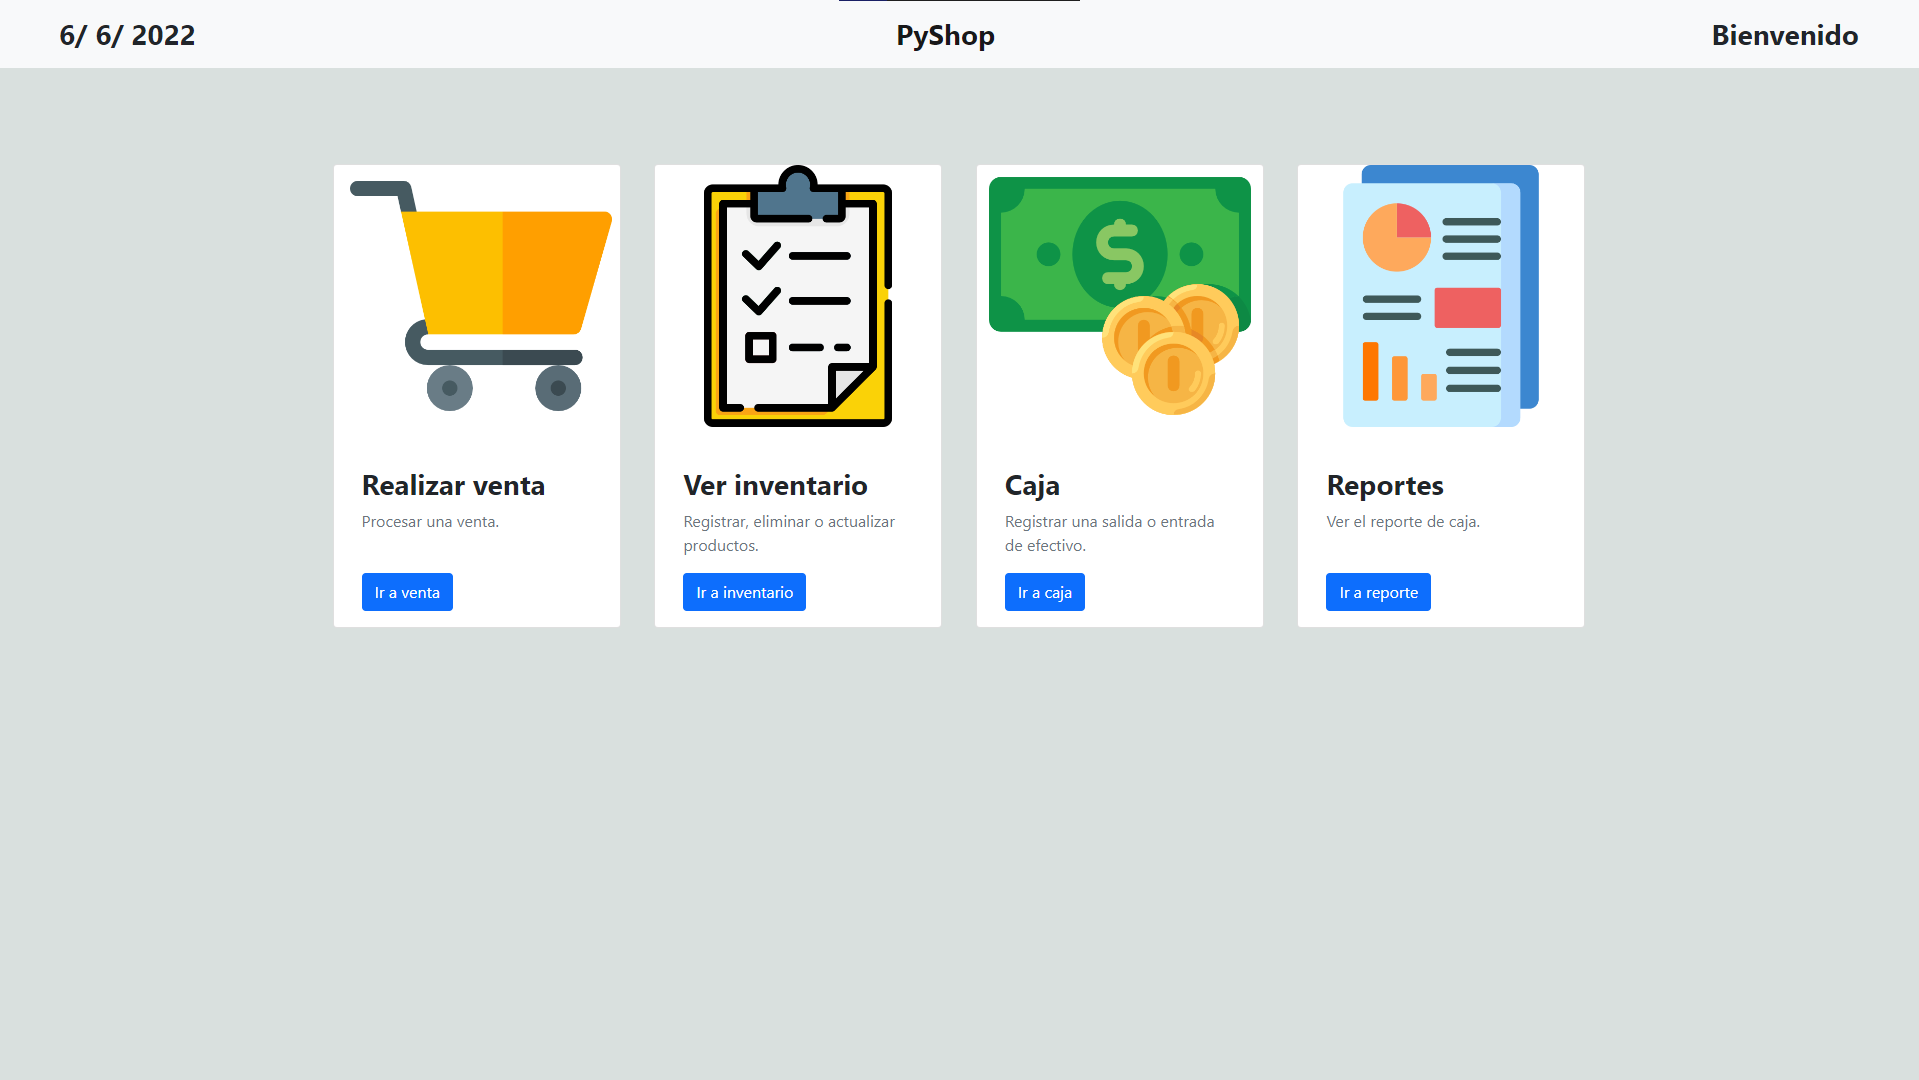 6/ 6/ 2022
PyShop
Bienvenido
Realizar venta
Procesar una venta.
Ir a venta
Ver inventario
Registrar, eliminar o actualizar
productos.
Ir a inventario
Caja
Registrar una salida o entrada
de efectivo.
Ir a caja
Reportes
Ver el reporte de caja.
Ir a reporte